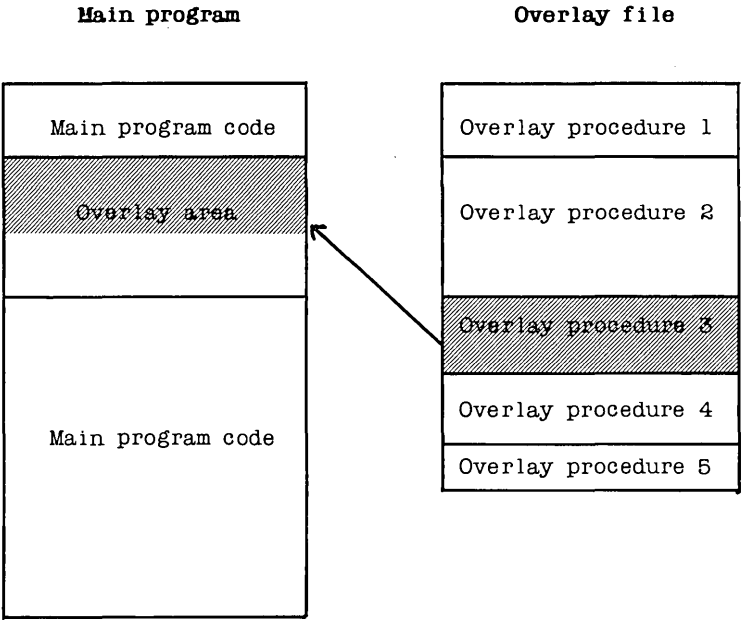 Main program
Overlay file
Main program code
Overlay area
Main program code
Overlay procedure 1
Overlay procedure 2
Overlay procedure 3
Overlay procedure 4
Overlay procedure 5